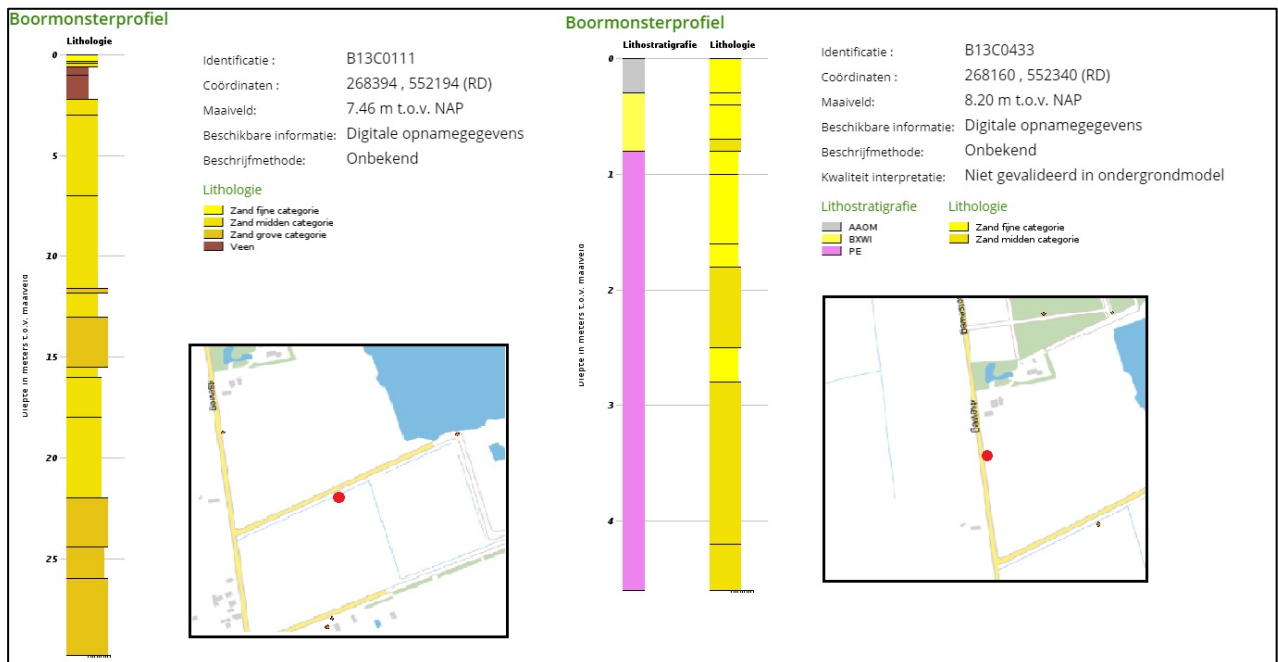 Boormonsterprofiel
Lithologie
0
5
10
15
20
25
Diepte in meters t.o.v. maaiveld
Identificatie : B13C0111
Coördinaten : 268394 , 552194 (RD)
Maaiveld: 7.46 m t.o.v. NAP
Beschikbare informatie: Digitale opnamegegevens
Beschrijfmethode: Onbekend
Lithologie
Zand fijne categorie
Zand midden categorie
Zand grove categorie
Veen
Boormonsterprofiel
Lithostratigrafie Lithologie
0
1
2
3
4
Diepte in meters t.o.v. maaiveld
Identificatie : B13C0433
Coördinaten : 268160 , 552340 (RD)
Maaiveld: 8.20 m t.o.v. NAP
Beschikbare informatie: Digitale opnamegegevens
Beschrijfmethode: Onbekend
Kwaliteit interpretatie: Niet gevalideerd in ondergrondmodel
Lithostratigrafie Lithologie
AAOM Zand fijne categorie
BXWI Zand midden categorie
PE